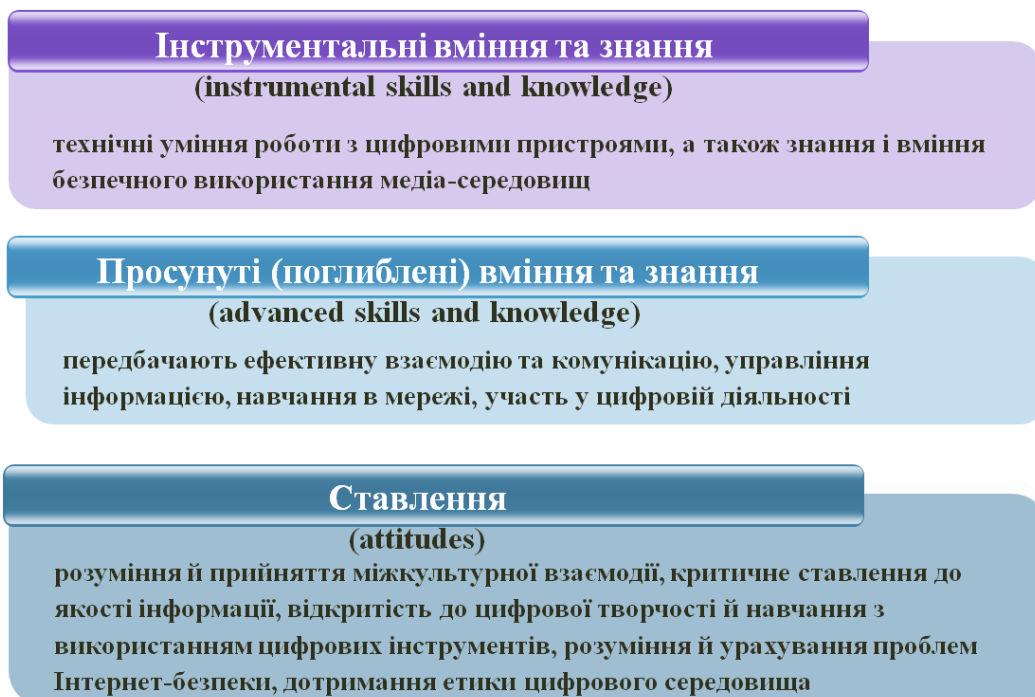 Інструментальні вміння та знання
(instrumental skills and knowledge)
технічні уміння роботи з цифровими пристроями, а також знання і вміння
безпечного використання медіа-середовищ
Просунуті (поглиблені) вміння та знання
(advanced skills and knowledge)
передбачають ефективну взаємодію та комунікацію, управління
інформацією, навчання в мережі, участь у цифровій діяльності
Ставлення
(attitudes)
розуміння й прийняття міжкультурної взаємодії, критичне ставлення до
якості інформації, відкритість до цифрової творчості й навчання з
використанням цифрових інструментів, розуміння й урахування проблем
Інтернет-безпеки, дотримання етики цифрового середовища